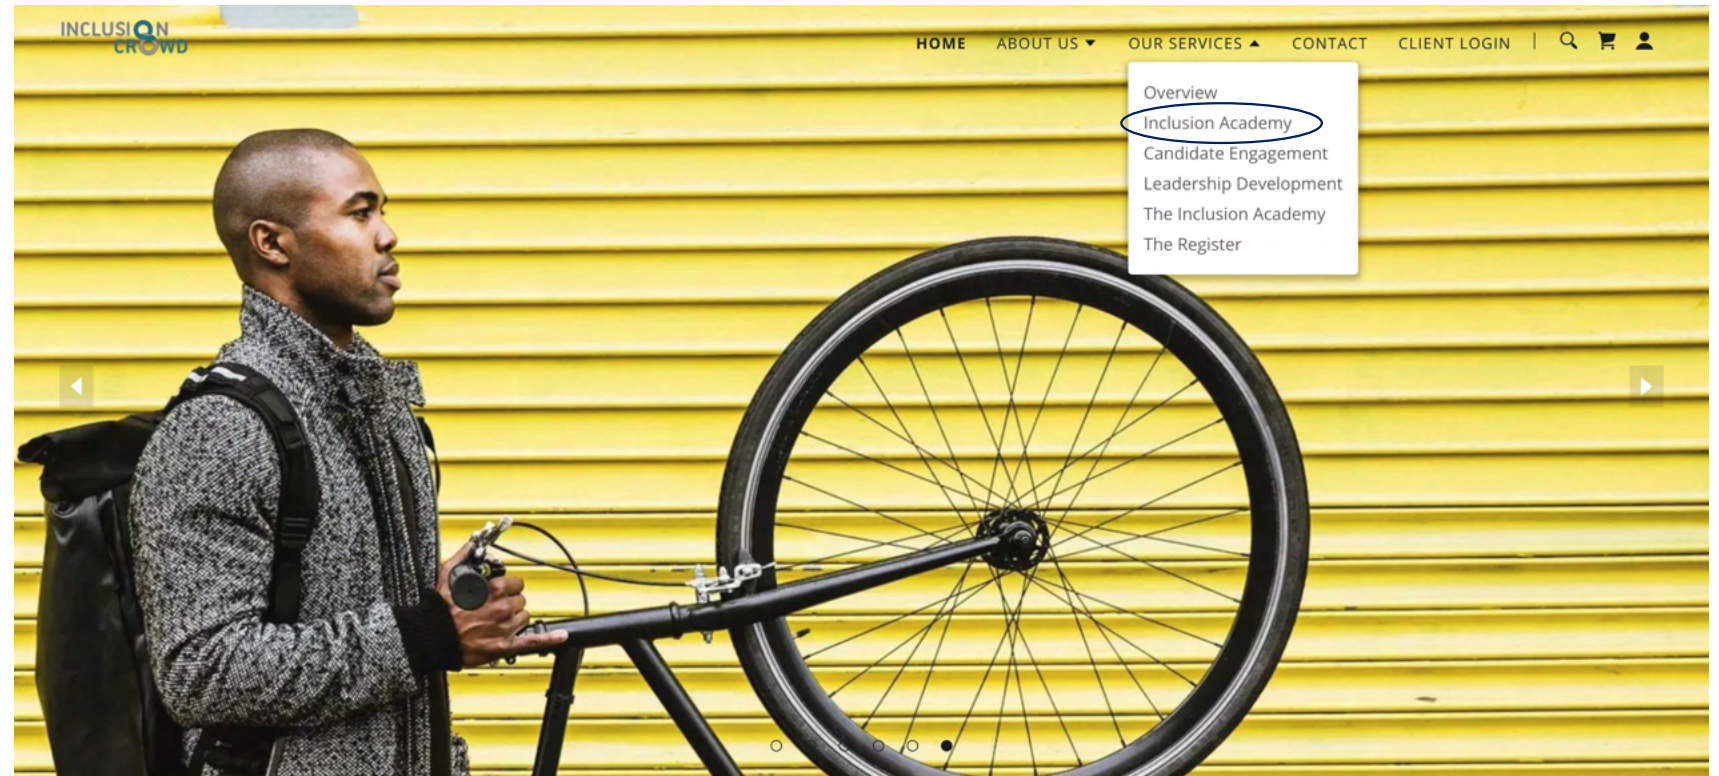 INCLUSION
CROWD
HOME ABOUT US OUR SERVICES CONTACT CLIENT LOGIN
Overview
Inclusion Academy
Candidate Engagement
Leadership Development
The Inclusion Academy
The Register